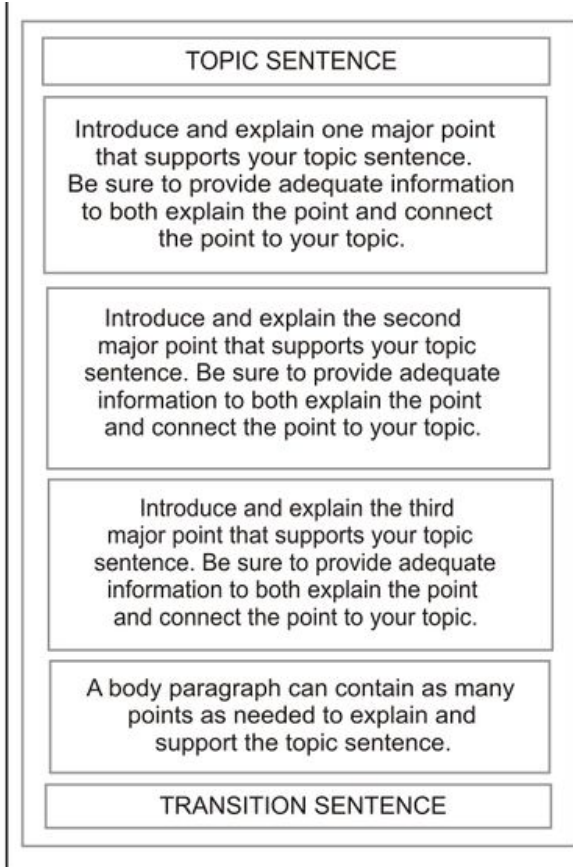 TOPIC SENTENCE
Introduce and explain one major point
that supports your topic sentence.
Be sure to provide adequate information
to both explain the point and connect
the point to your topic.
Introduce and explain the second
major point that supports your topic
sentence. Be sure to provide adequate
information to both explain the point
and connect the point to your topic.
Introduce and explain the third
major point that supports your topic
sentence. Be sure to provide adequate
information to both explain the point
and connect the point to your topic.
A body paragraph can contain as many
points as needed to explain and
support the topic sentence.
TRANSITION SENTENCE